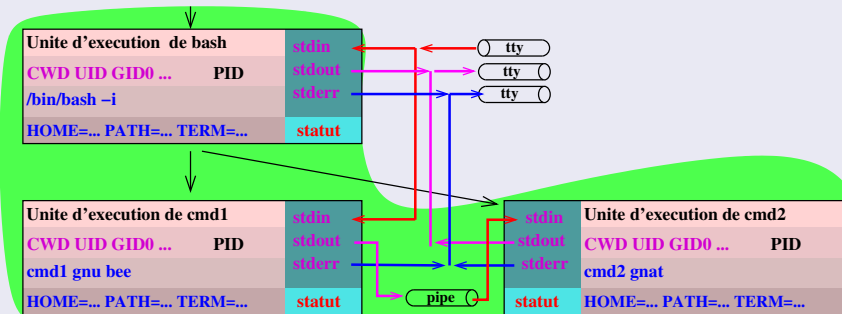 Unite d'execution de bash
stdin
tty
CWD UID GID0 ... PID
stdout
tty
/bin/bash –i
stderr
tty
HOME=... PATH=... TERM=...
statut
Unite d'execution de cmd1
stdin
CWD UID GID0 ... PID
stdout
cmd1 gnu bee
stderr
HOME=... PATH=... TERM=...
statut
pipe
stdin
Unite d'execution de cmd2
stdout
CWD UID GID0 ... PID
stderr
cmd2 gnat
statut
HOME=... PATH=... TERM=...